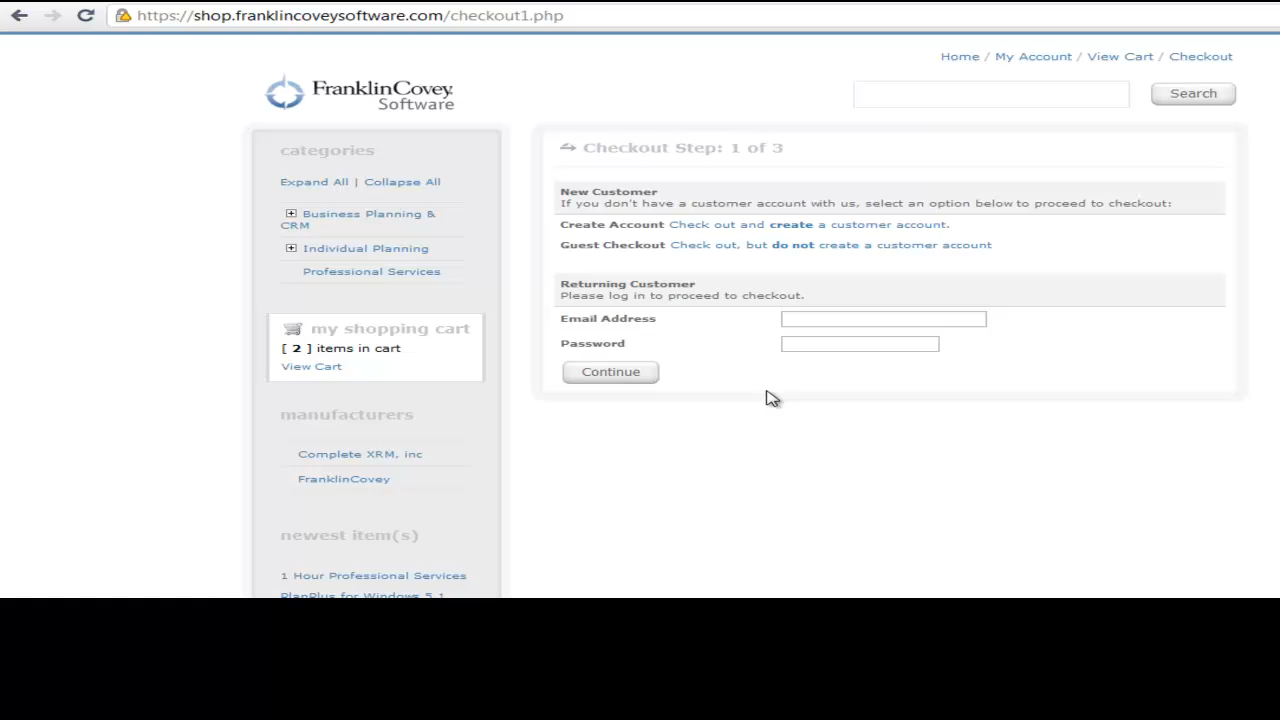 https://shop.franklincoveysoftware.com/checkout1.php
Home / My Account / View Cart / Checkout
FranklinCovey
Software
Search
categories
Expand All | Collapse All
Business Planning &
CRM
Individual Planning
Professional Services
my shopping cart
[ 2 ] items in cart
View Cart
manufacturers
Complete XRM, inc
FranklinCovey
newest item(s)
1 Hour Professional Services
PlanPlus for Windows 5.1
Checkout Step: 1 of 3
New Customer
If you don't have a customer account with us, select an option below to proceed to checkout:
Create Account Check out and create a customer account.
Guest Checkout Check out, but do not create a customer account
Returning Customer
Please log in to proceed to checkout.
Email Address
Password
Continue